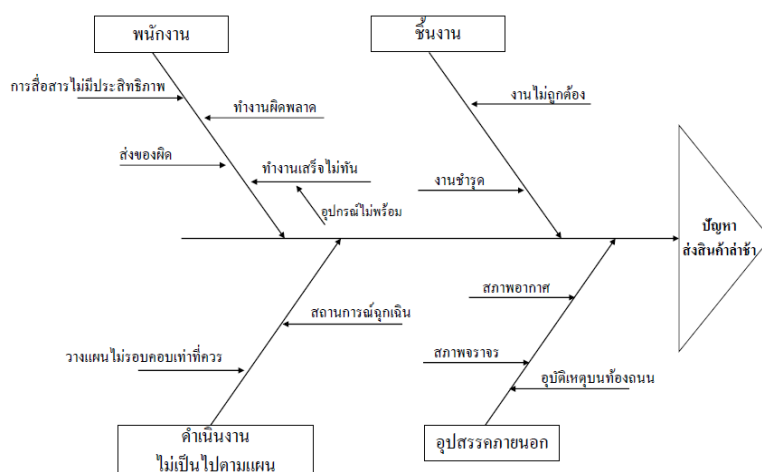 พนักงาน
ชิ้นงาน
การสื่อสารไม่มีประสิทธิภาพ
ทำงานผิดพลาด
งานไม่ถูกต้อง
ส่งของผิด
ทำงานเสร็จไม่ทัน
งานชำรุด
อุปกรณ์ไม่พร้อม
ปัญหา
ส่งสินค้าล่าช้า
สภาพอากาศ
สถานการณ์ฉุกเฉิน
วางแผนไม่รอบคอบเท่าที่ควร
สภาพจราจร
อุบัติเหตุบนท้องถนน
ดำเนินงาน
ไม่เป็นไปตามแผน
อุปสรรคภายนอก